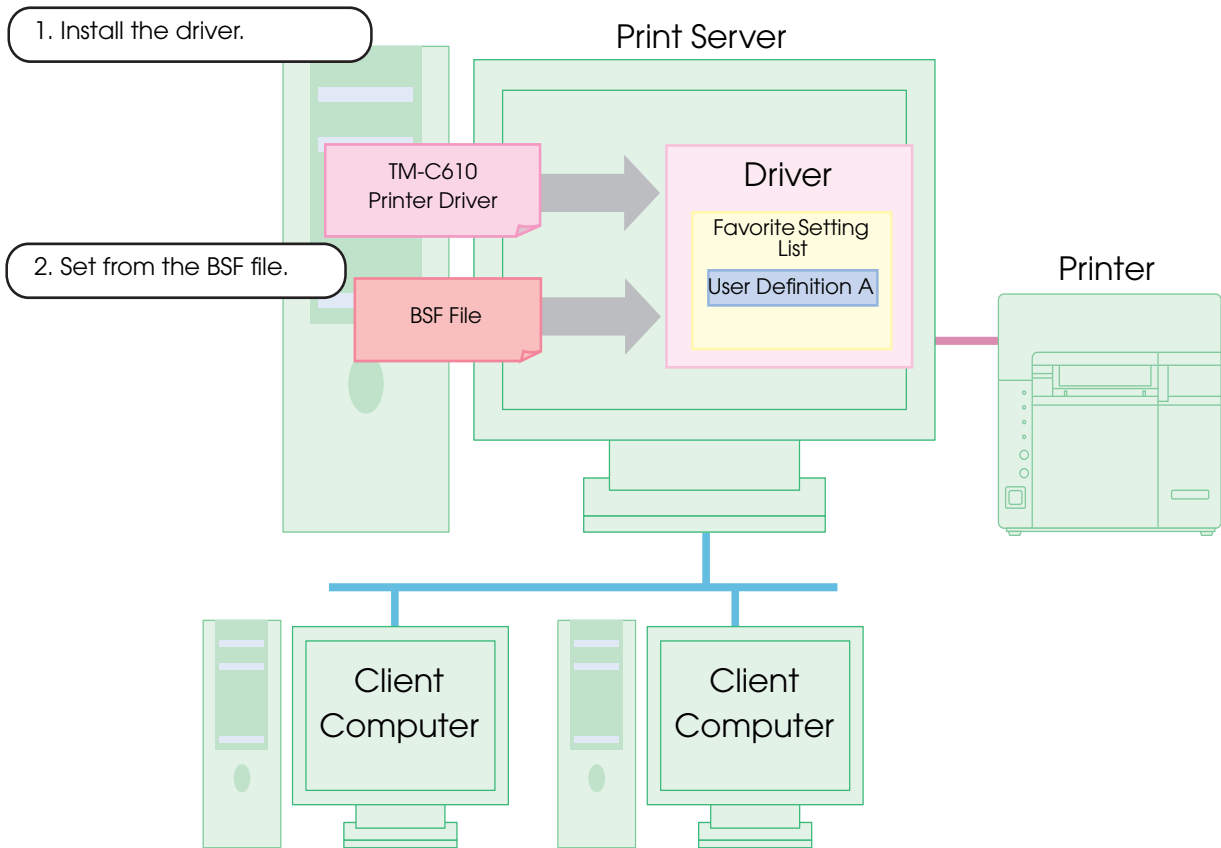 1. Install the driver.
Print Server
TM-C610
Printer Driver
Driver
Favorite Setting
List
User Definition A
2. Set from the BSF file.
BSF File
Printer
Client
Computer
Client
Computer